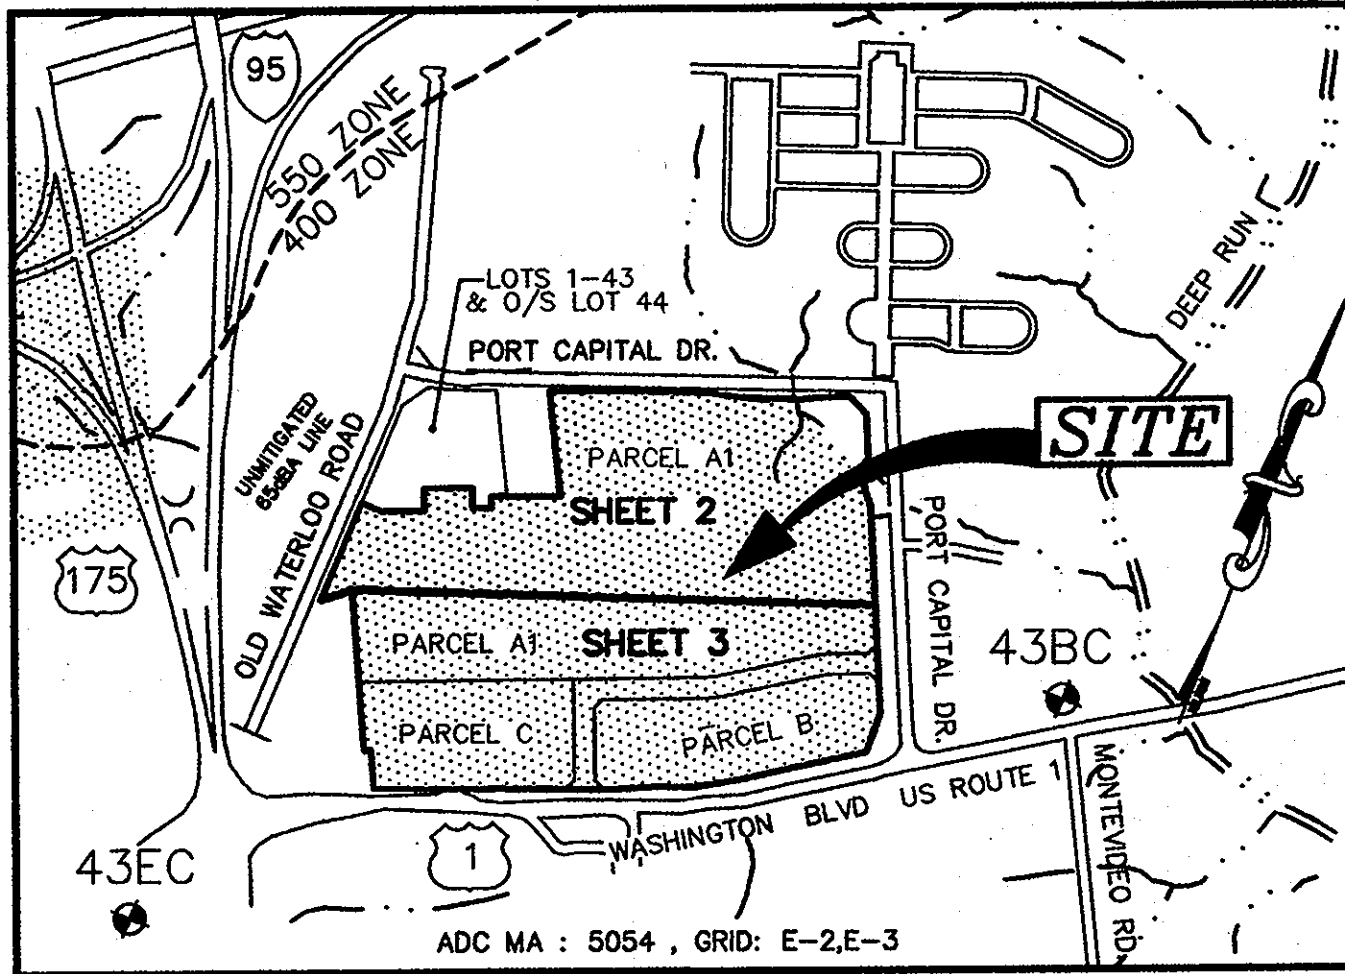 95
550 ZONE
400 ZONE
LOTS 1-43
& O/S LOT 44
PORT CAPITAL DR.
DEEP RUN
UNMITIGATED
65dBA LINE
OLD WATERLOO ROAD
SITE
PARCEL A1
SHEET 2
175
PORT CAPITAL DR.
PARCEL A1
SHEET 3
43BC
PARCEL C
PARCEL B
WASHINGTON BLVD US ROUTE 1
MONTEVIDEO RD.
43EC
1
ADC MA : 5054 , GRID: E-2,E-3